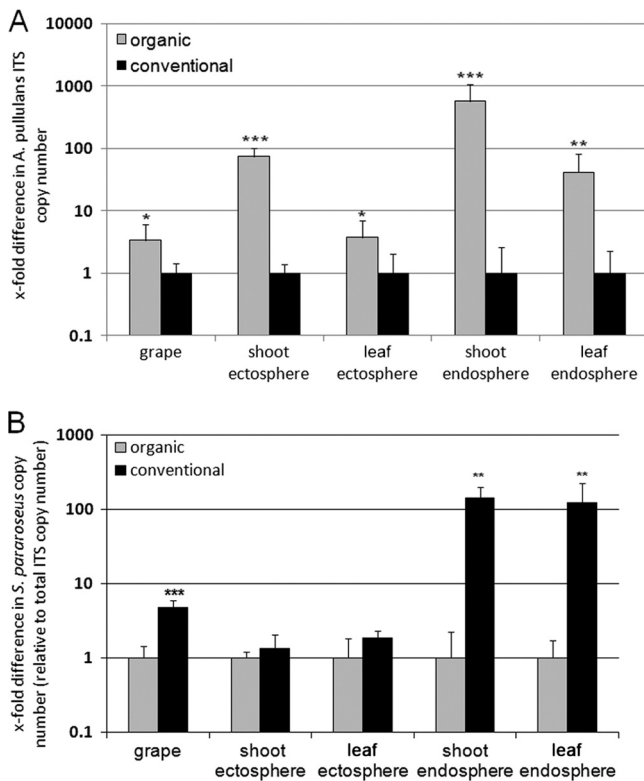 A
x-fold difference in A. pullulans ITS
copy number
10000
1000
100
10
1
0.1
organic
conventional
*
***
*
***
**
grape
shoot
ectosphere
leaf
ectosphere
shoot
endosphere
leaf
endosphere
B
x-fold difference in S. pararoseus copy
number (relative to total ITS copy number)
1000
100
10
1
0.1
organic
conventional
***
**
**
grape
shoot
ectosphere
leaf
ectosphere
shoot
endosphere
leaf
endosphere